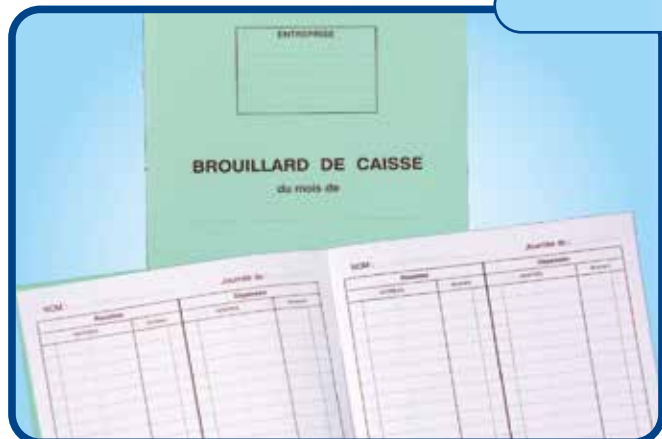 ENTREPRISE
BROUILLARD DE CAISSE
du mois de
NOM
Journée du
Recettes
Dépenses
NOM
Journée du
Recettes
Dépenses